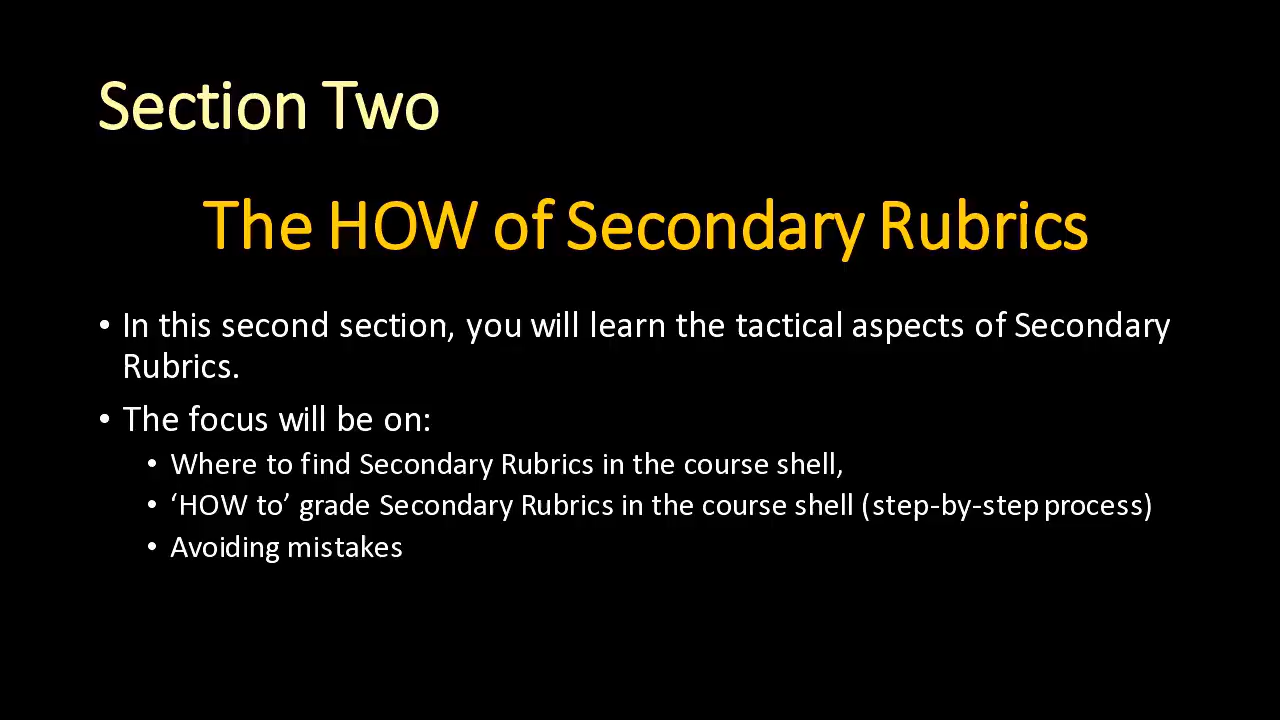 Section Two
The HOW of Secondary Rubrics
• In this second section, you will learn the tactical aspects of Secondary
Rubrics.
• The focus will be on:
• Where to find Secondary Rubrics in the course shell,
• ‘HOW to’ grade Secondary Rubrics in the course shell (step-by-step process)
• Avoiding mistakes